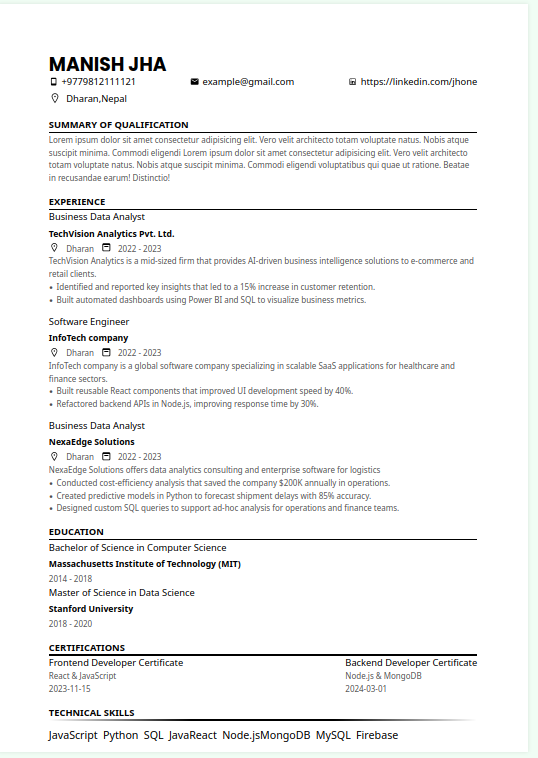 MANISH JHA
+9779812111121 example@gmail.com https://linkedin.com/jhone
Dharan,Nepal
SUMMARY OF QUALIFICATION
Lorem ipsum dolor sit amet consectetur adipisicing elit. Vero velit architecto totam voluptate natus. Nobis atque
suscipit minima. Commodi eligendi Lorem ipsum dolor sit amet consectetur adipisicing elit. Vero velit architecto
totam voluptate natus. Nobis atque suscipit minima. Commodi eligendi voluptatibus qui quae ut ratione. Beatae
in recusandae earum! Distinctio!
EXPERIENCE
Business Data Analyst
TechVision Analytics Pvt. Ltd.
Dharan 2022 - 2023
TechVision Analytics is a mid-sized firm that provides AI-driven business intelligence solutions to e-commerce and
retail clients.
• Identified and reported key insights that led to a 15% increase in customer retention.
• Built automated dashboards using Power BI and SQL to visualize business metrics.
Software Engineer
InfoTech company
Dharan 2022 - 2023
InfoTech company is a global software company specializing in scalable SaaS applications for healthcare and
finance sectors.
• Built reusable React components that improved UI development speed by 40%.
• Refactored backend APIs in Node.js, improving response time by 30%.
Business Data Analyst
NexaEdge Solutions
Dharan 2022 - 2023
NexaEdge Solutions offers data analytics consulting and enterprise software for logistics
• Conducted cost-efficiency analysis that saved the company $200K annually in operations.
• Created predictive models in Python to forecast shipment delays with 85% accuracy.
• Designed custom SQL queries to support ad-hoc analysis for operations and finance teams.
EDUCATION
Bachelor of Science in Computer Science
Massachusetts Institute of Technology (MIT)
2014 - 2018
Master of Science in Data Science
Stanford University
2018 - 2020
CERTIFICATIONS
Frontend Developer Certificate Backend Developer Certificate
React & JavaScript Node.js & MongoDB
2023-11-15 2024-03-01
TECHNICAL SKILLS
JavaScript Python SQL JavaReact Node.jsMongoDB MySQL Firebase